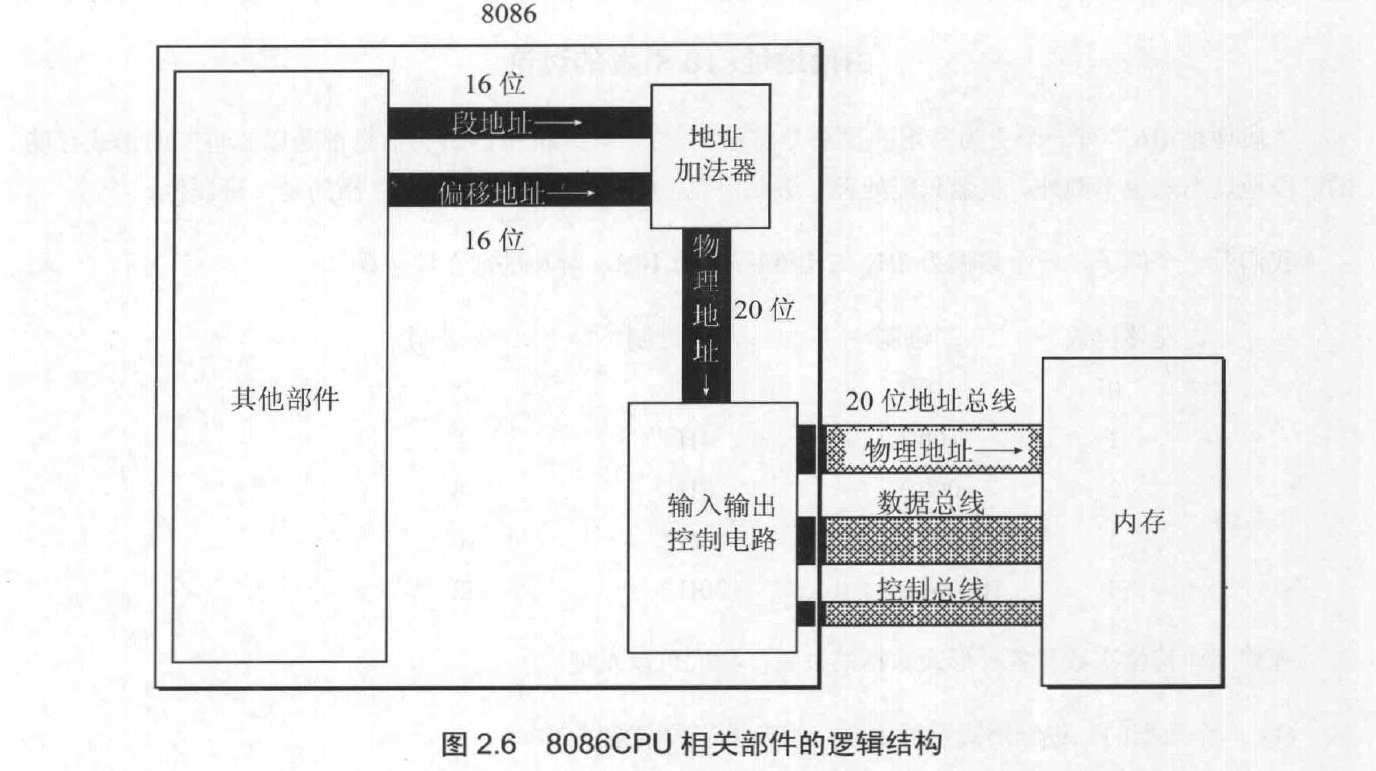 8086
16 位
段地址
偏移地址
16 位
地址
加法器
物理地址
20 位
其他部件
输入输出
控制电路
20 位地址总线
物理地址
数据总线
控制总线
内存
图 2.6 8086CPU 相关部件的逻辑结构